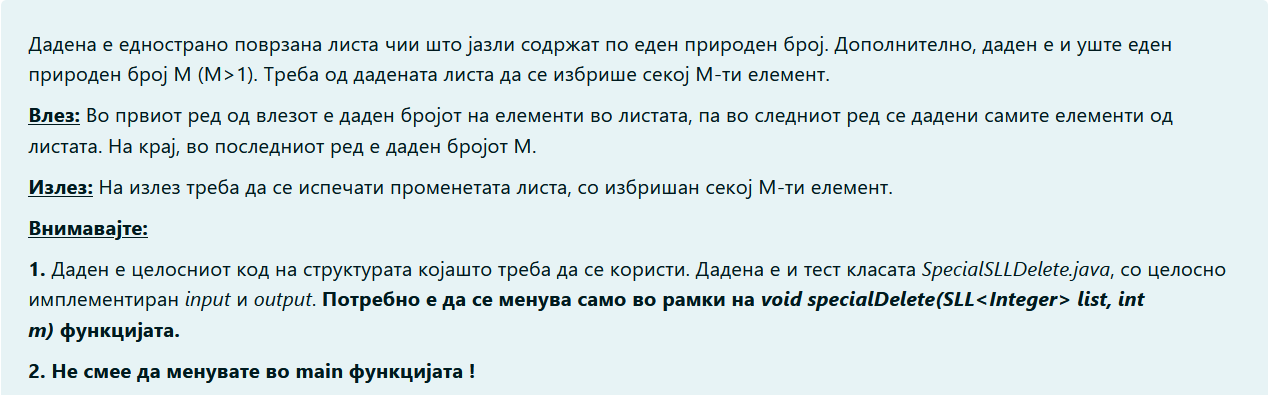 Дадена е еднострано поврзана листа чии што јазли содржат по еден природен број. Дополнително, даден е и уште еден
природен број М (М>1). Треба од дадената листа да се избрише секој М-ти елемент.
Влез: Во првиот ред од влезот е даден бројот на елементи во листата, па во следниот ред се дадени самите елементи од
листата. На крај, во последниот ред е даден бројот М.
Излез: На излез треба да се испечати променетата листа, со избришан секој М-ти елемент.
Внимавајте:
1. Даден е целосниот код на структурата којашто треба да се користи. Дадена е и тест класата SpecialSLLDelete.java, со целосно
имплементиран input и output. Потребно е да се менува само во рамки на void specialDelete(SLL<Integer> list, int
m) функцијата.
2. Не смее да менувате во main функцијата !